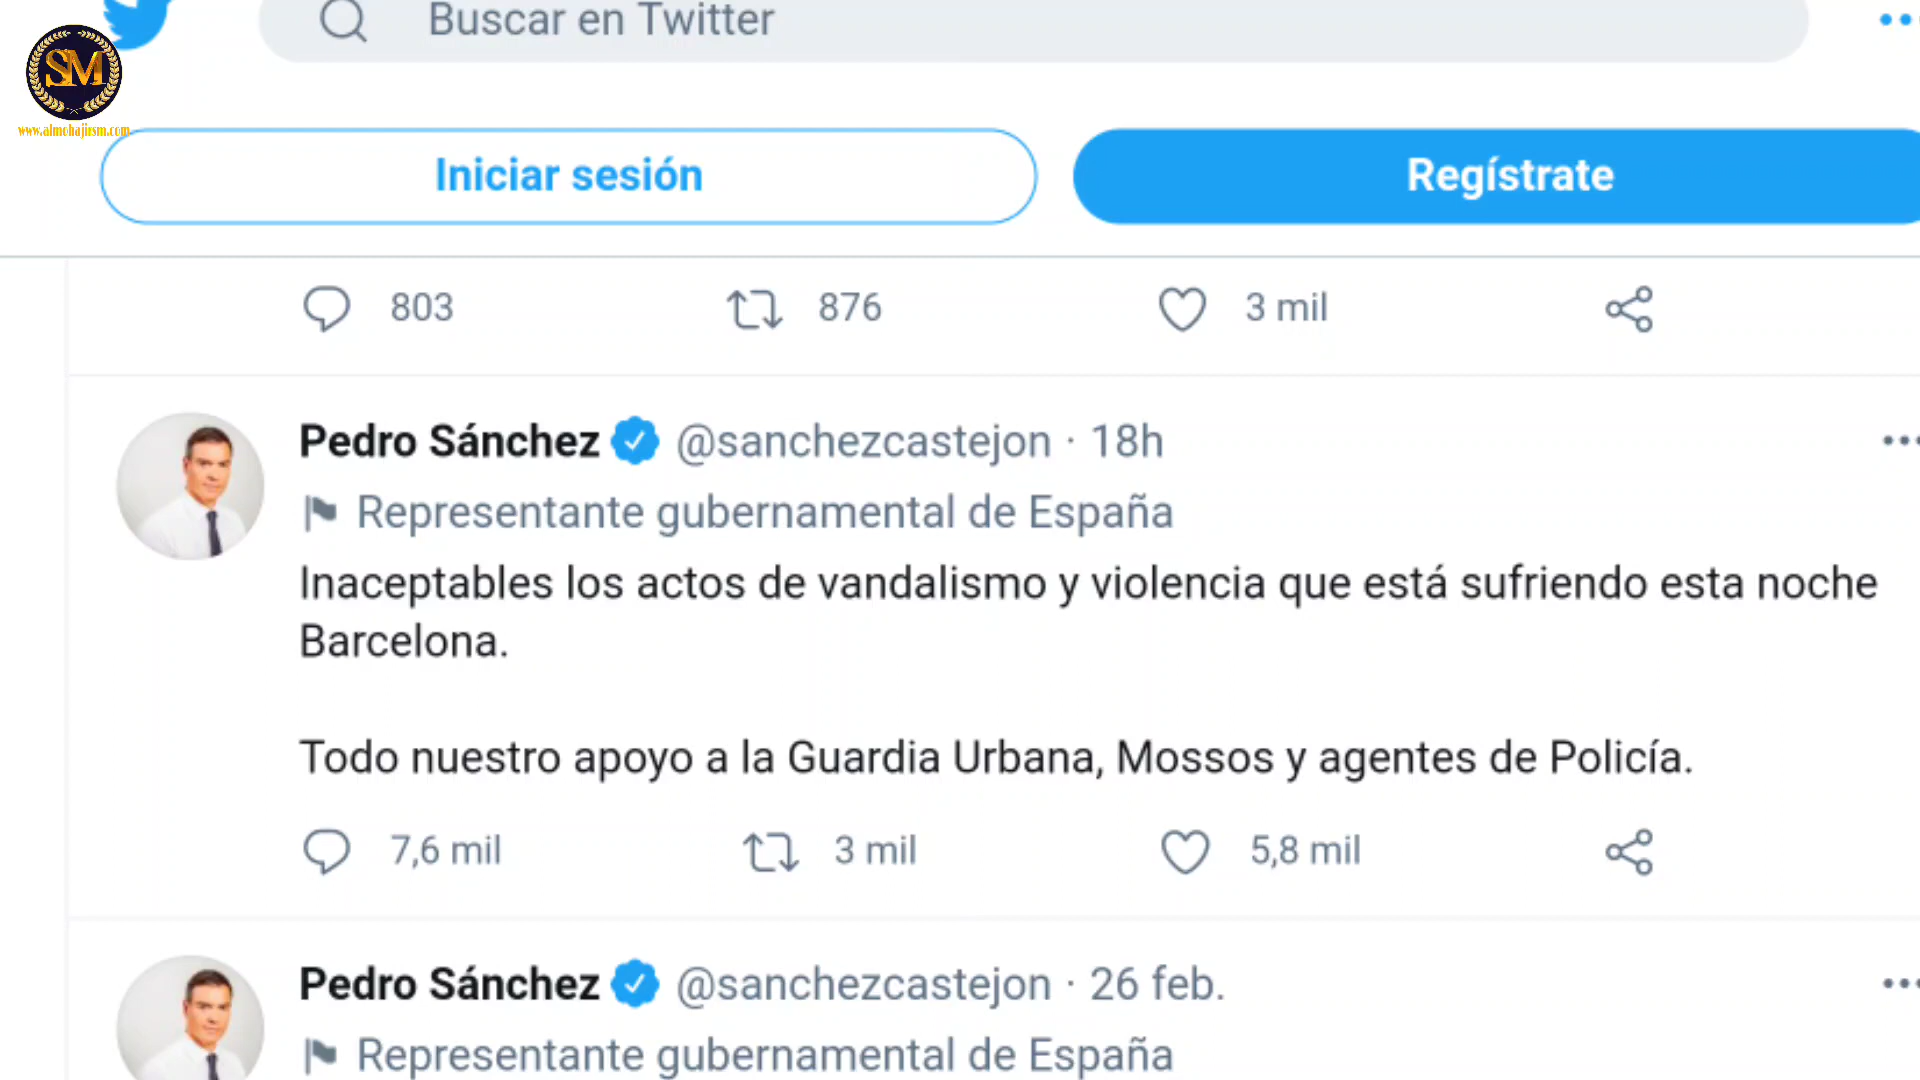 Buscar en Twitter
SM
www.almohajirsm.com
Iniciar sesión
Regístrate
803 876 3 mil
Pedro Sánchez @sanchezcastejon · 18h
Representante gubernamental de España
Inaceptables los actos de vandalismo y violencia que está sufriendo esta noche
Barcelona.
Todo nuestro apoyo a la Guardia Urbana, Mossos y agentes de Policía.
7,6 mil 3 mil 5,8 mil
Pedro Sánchez @sanchezcastejon · 26 feb.
Representante gubernamental de España